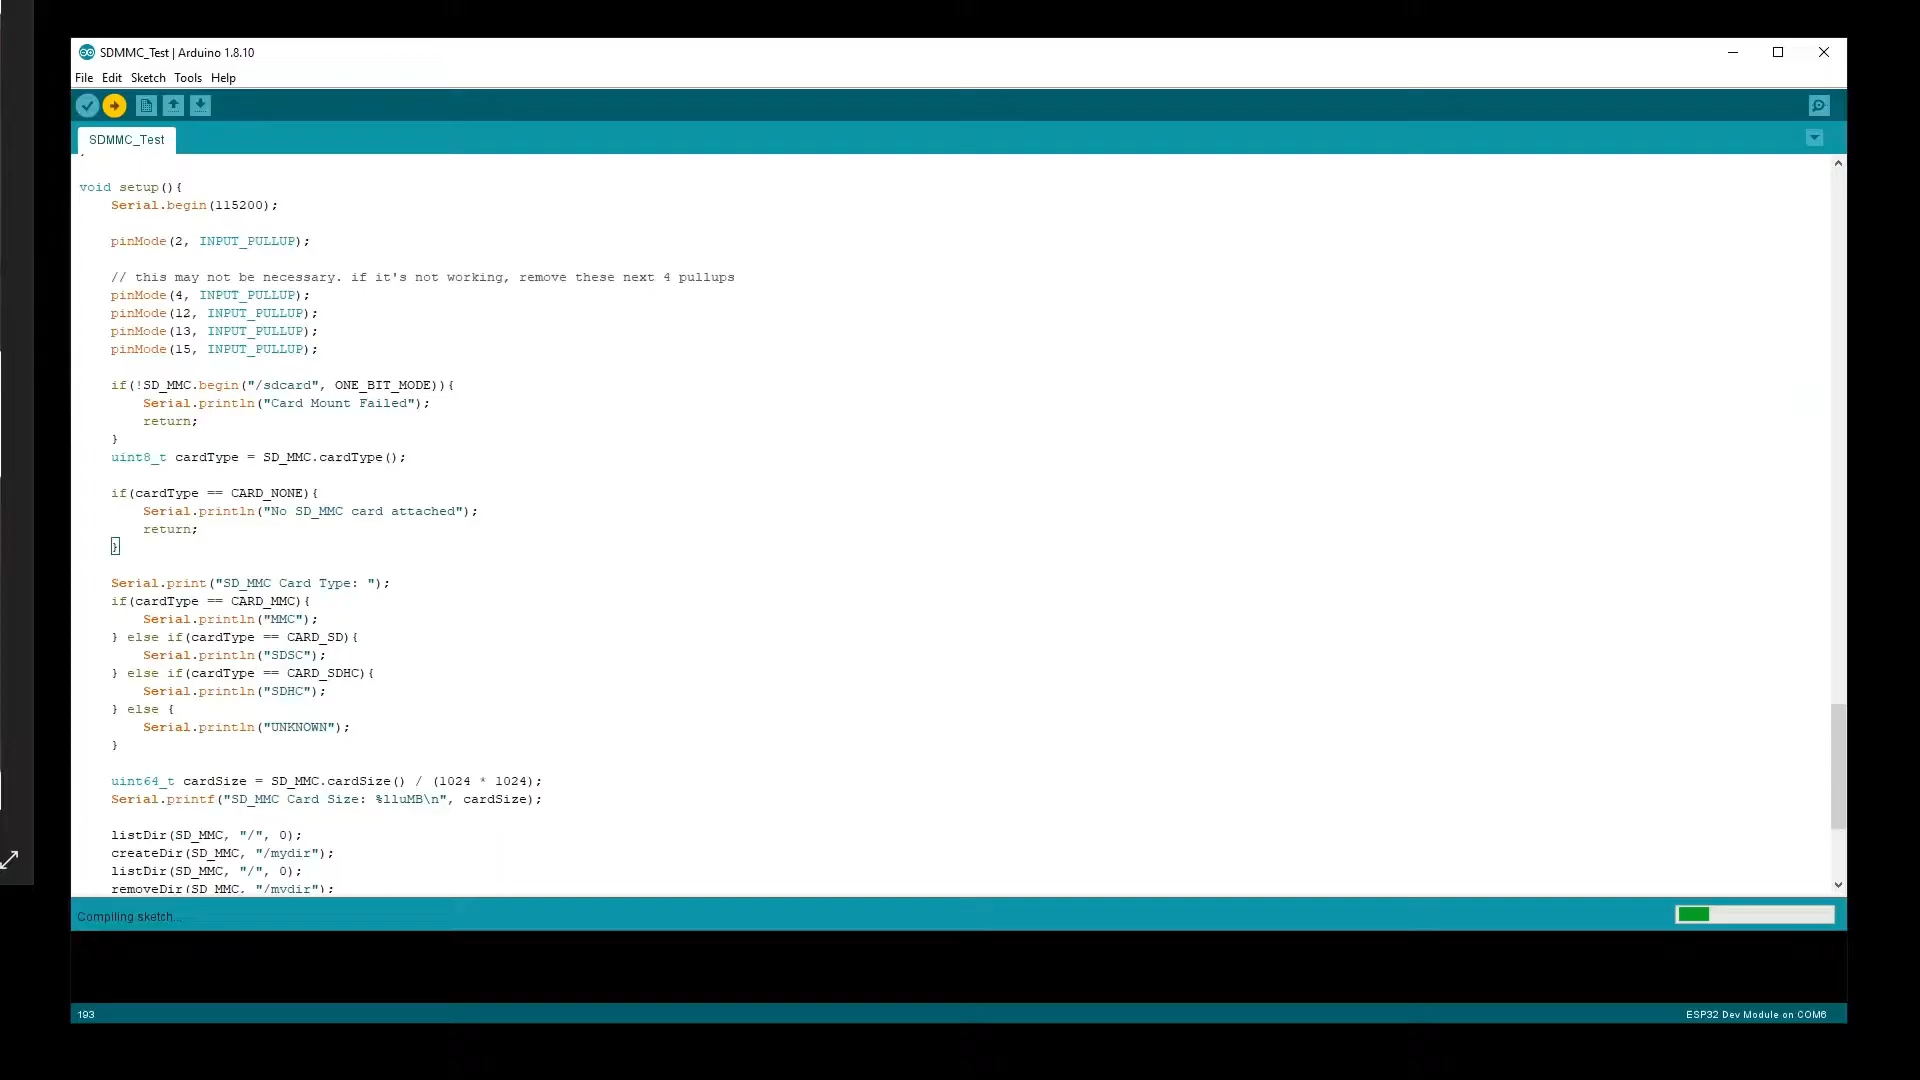 SDMMC_Test | Arduino 1.8.10
File Edit Sketch Tools Help
SDMMC_Test
void setup(){
    Serial.begin(115200);
    pinMode(2, INPUT_PULLUP);
    // this may not be necessary. if it's not working, remove these next 4 pullups
    pinMode(4, INPUT_PULLUP);
    pinMode(12, INPUT_PULLUP);
    pinMode(13, INPUT_PULLUP);
    pinMode(15, INPUT_PULLUP);
    if(!SD_MMC.begin("/sdcard", ONE_BIT_MODE)){
        Serial.println("Card Mount Failed");
        return;
    }
    uint8_t cardType = SD_MMC.cardType();
    if(cardType == CARD_NONE){
        Serial.println("No SD_MMC card attached");
        return;
    }
    Serial.print("SD_MMC Card Type: ");
    if(cardType == CARD_MMC){
        Serial.println("MMC");
    } else if(cardType == CARD_SD){
        Serial.println("SDSC");
    } else if(cardType == CARD_SDHC){
        Serial.println("SDHC");
    } else {
        Serial.println("UNKNOWN");
    }
    uint64_t cardSize = SD_MMC.cardSize() / (1024 * 1024);
    Serial.printf("SD_MMC Card Size: %lluMB\n", cardSize);
    listDir(SD_MMC, "/", 0);
    createDir(SD_MMC, "/mydir");
    listDir(SD_MMC, "/", 0);
    removeDir(SD_MMC, "/mydir");
Compiling sketch...
193
ESP32 Dev Module on COM6